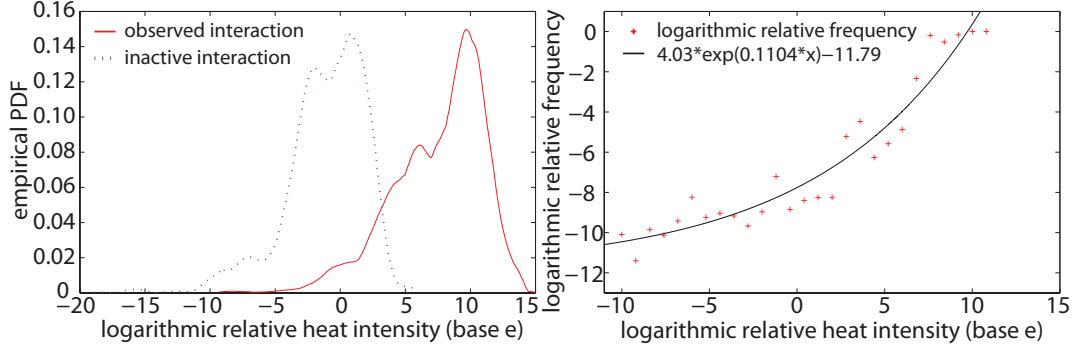 0.16
0.14
0.12
0.10
0.08
0.06
0.04
0.02
0
empirical PDF
observed interaction
inactive interaction
−20 −15 −10 −5 0 5 10 15
logarithmic relative heat intensity (base e)
0
−2
−4
−6
−8
−10
−12
logarithmic relative frequency
logarithmic relative frequency
4.03*exp(0.1104*x)−11.79
−10 −5 0 5 10 15
logarithmic relative heat intensity (base e)